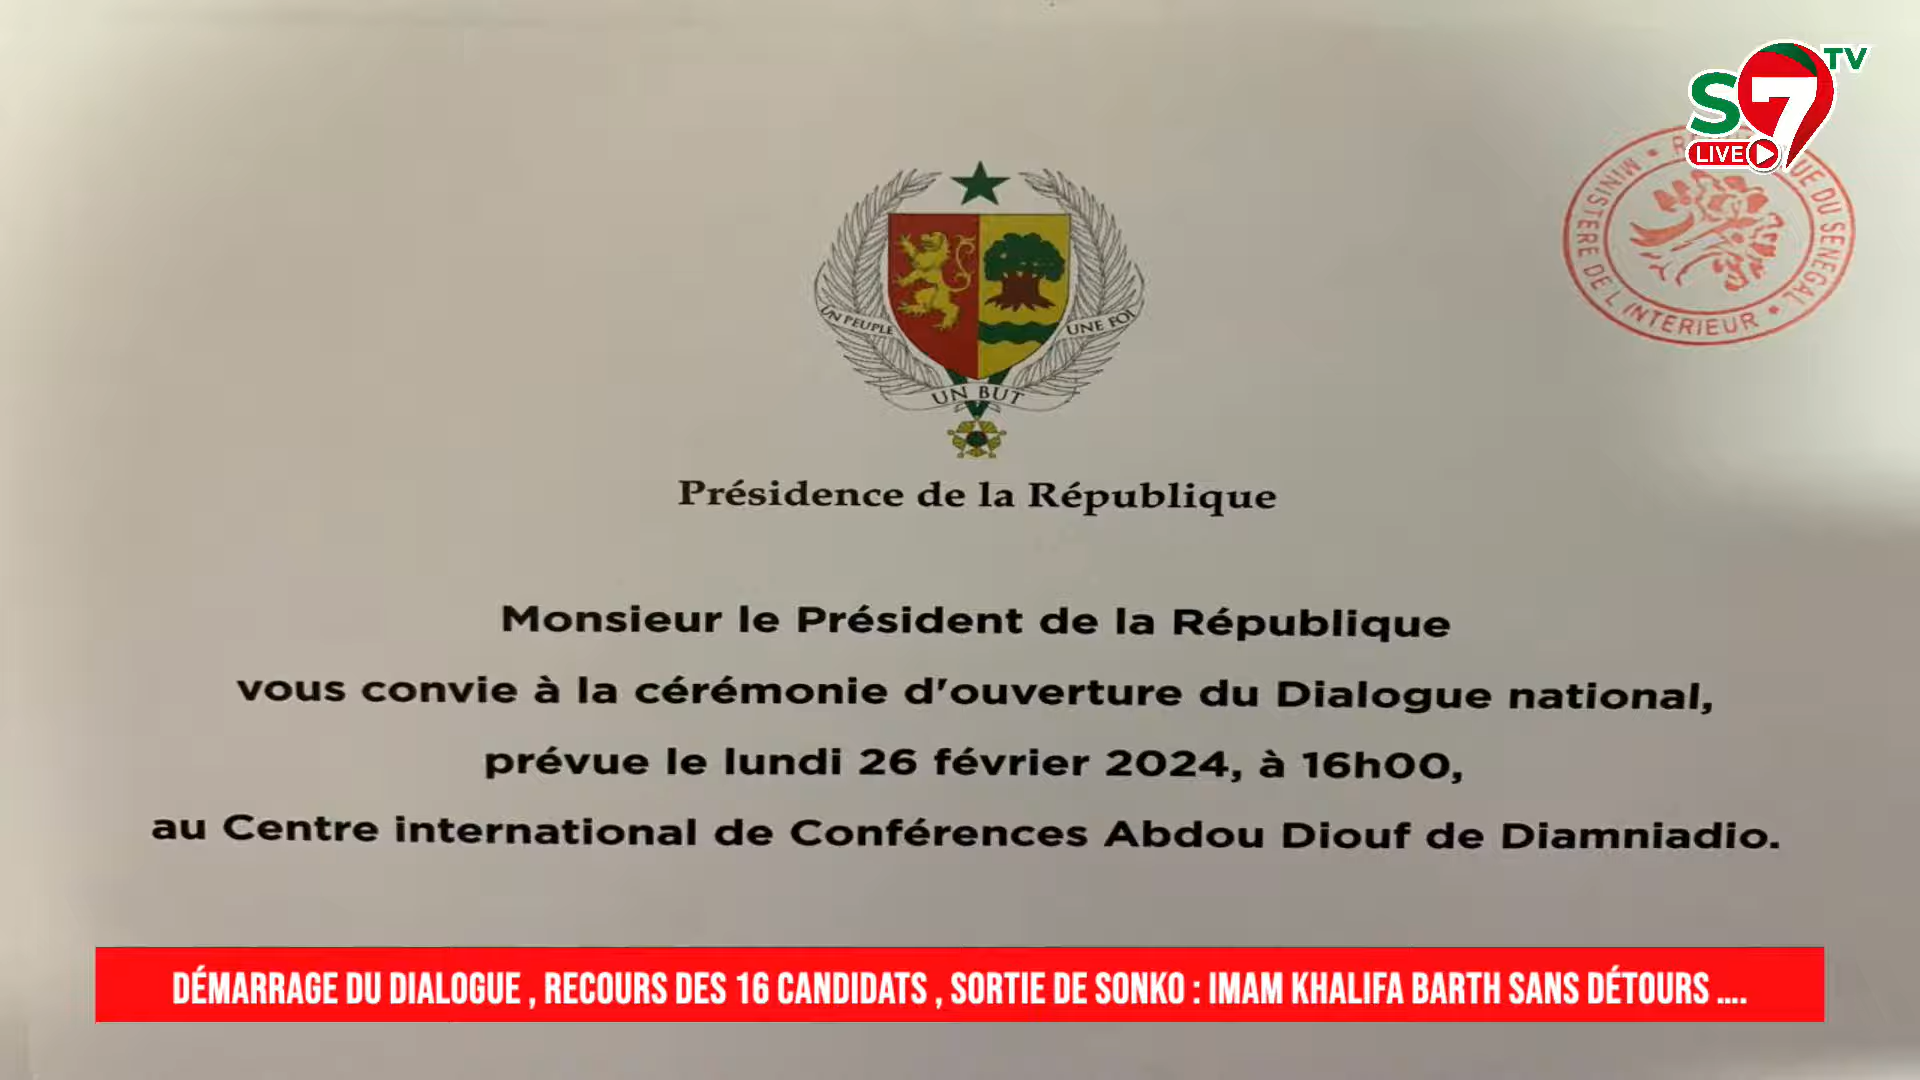 S7 TV
LIVE
MINISTERE DE L'INTERIEUR
DU SENEGAL
UN PEUPLE
UNE FOI
UN BUT
Présidence de la République
Monsieur le Président de la République
vous convie à la cérémonie d'ouverture du Dialogue national,
prévue le lundi 26 février 2024, à 16h00,
au Centre international de Conférences Abdou Diouf de Diamniadio.
DÉMARRAGE DU DIALOGUE , RECOURS DES 16 CANDIDATS , SORTIE DE SONKO : IMAM KHALIFA BARTH SANS DÉTOURS ....